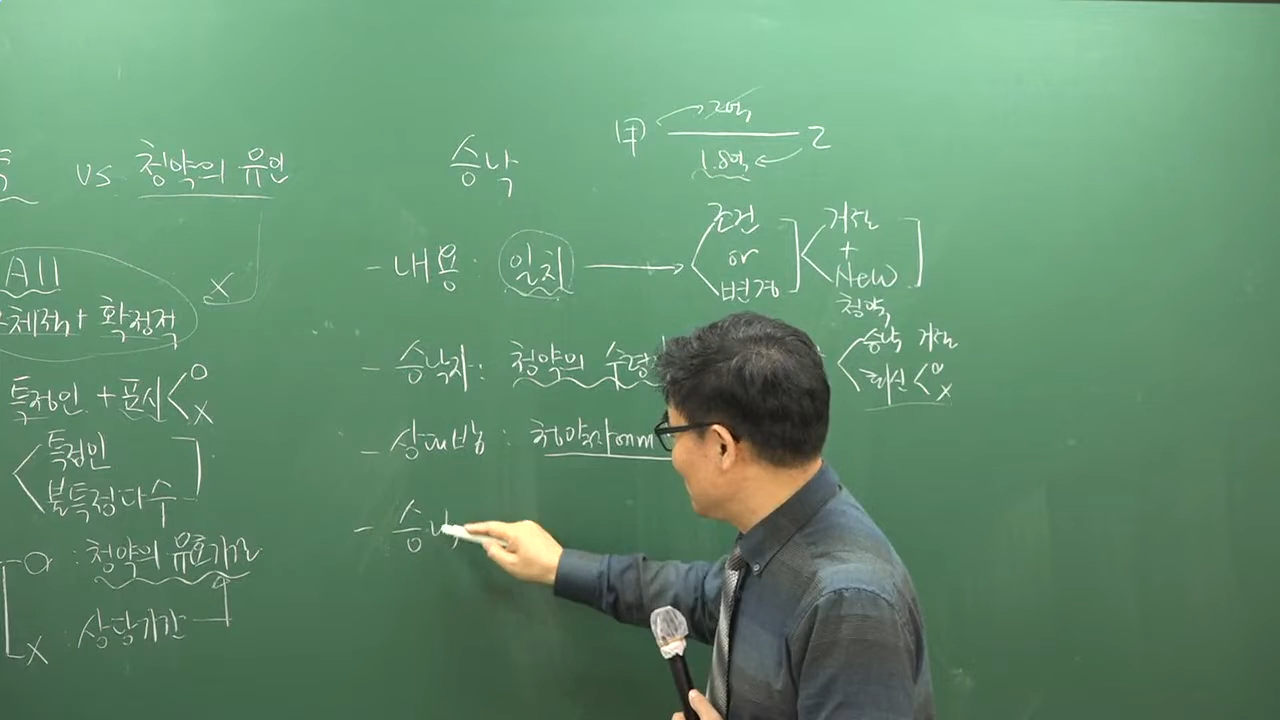 vs 청약의 유인
All
X
체적 + 확정적
특정인 + 표시 < O X
특정인
불특정다수
O : 청약의 유효기간
X : 상당기간
승낙
甲 2억 乙
1.8억
- 내용 : 일치 → 조건 or 변경
거절 + New 청약
- 승낙자 : 청약의 수령
승낙 거절
회신 < O X
- 상대방 : 청약자
- 승낙